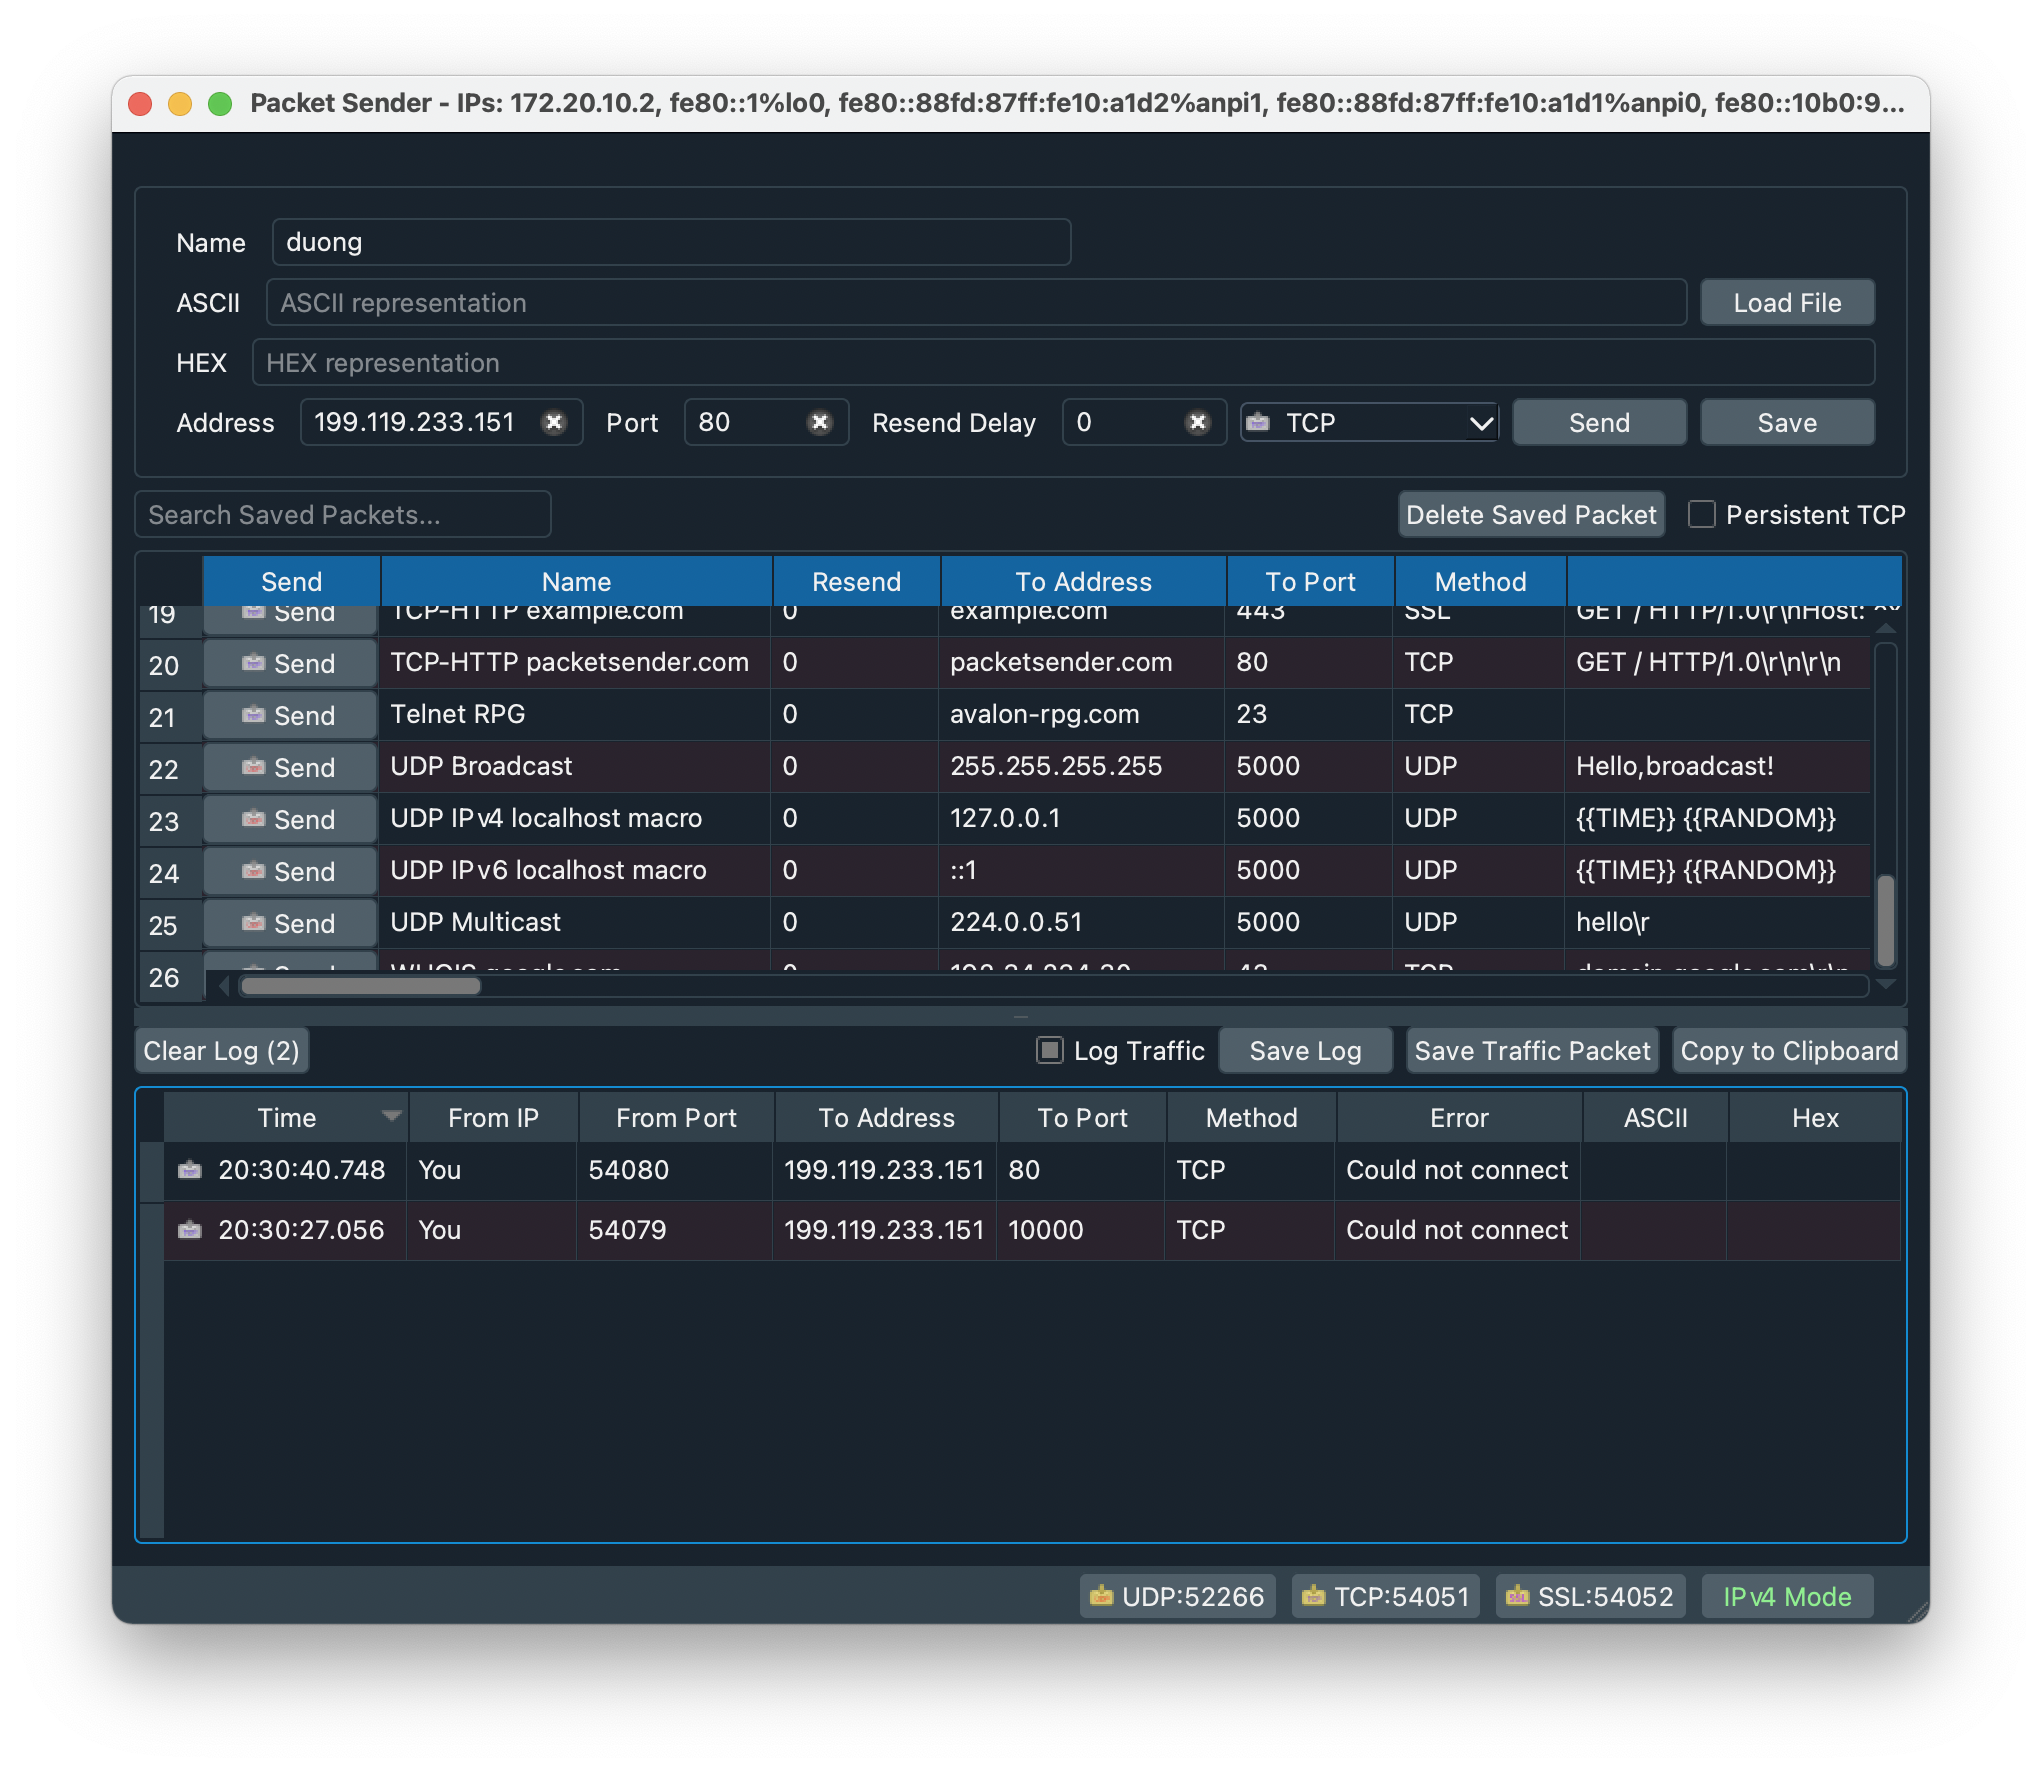 Packet Sender - IPs: 172.20.10.2, fe80::1%lo0, fe80::88fd:87ff:fe10:a1d2%anpi1, fe80::88fd:87ff:fe10:a1d1%anpi0, fe80::10b0:9...
Name duong
ASCII ASCII representation Load File
HEX HEX representation
Address 199.119.233.151 Port 80 Resend Delay 0 TCP Send Save
Search Saved Packets... Delete Saved Packet Persistent TCP
Send Name Resend To Address To Port Method
19 Send TCP-HTTP example.com 0 example.com 443 SSL GET / HTTP/1.0\r\nHost:
20 Send TCP-HTTP packetsender.com 0 packetsender.com 80 TCP GET / HTTP/1.0\r\n\r\n
21 Send Telnet RPG 0 avalon-rpg.com 23 TCP
22 Send UDP Broadcast 0 255.255.255.255 5000 UDP Hello,broadcast!
23 Send UDP IPv4 localhost macro 0 127.0.0.1 5000 UDP {{TIME}} {{RANDOM}}
24 Send UDP IPv6 localhost macro 0 ::1 5000 UDP {{TIME}} {{RANDOM}}
25 Send UDP Multicast 0 224.0.0.51 5000 UDP hello\r
26
Clear Log (2) Log Traffic Save Log Save Traffic Packet Copy to Clipboard
Time From IP From Port To Address To Port Method Error ASCII Hex
20:30:40.748 You 54080 199.119.233.151 80 TCP Could not connect
20:30:27.056 You 54079 199.119.233.151 10000 TCP Could not connect
UDP:52266 TCP:54051 SSL:54052 IPv4 Mode